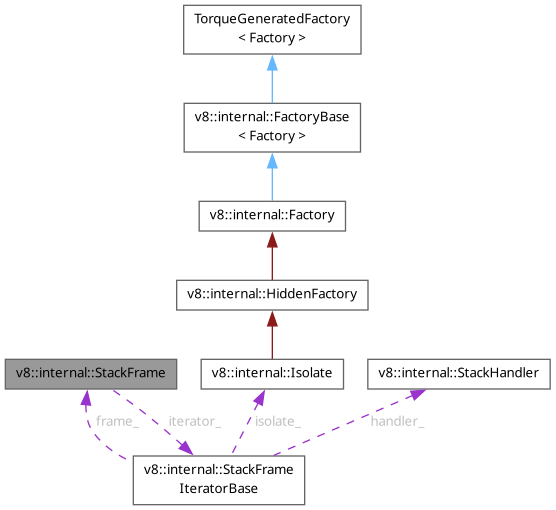 TorqueGeneratedFactory
< Factory >
v8::internal::FactoryBase
< Factory >
v8::internal::Factory
v8::internal::HiddenFactory
v8::internal::StackFrame
v8::internal::Isolate
v8::internal::StackHandler
frame_
iterator_
isolate_
handler_
v8::internal::StackFrame
IteratorBase